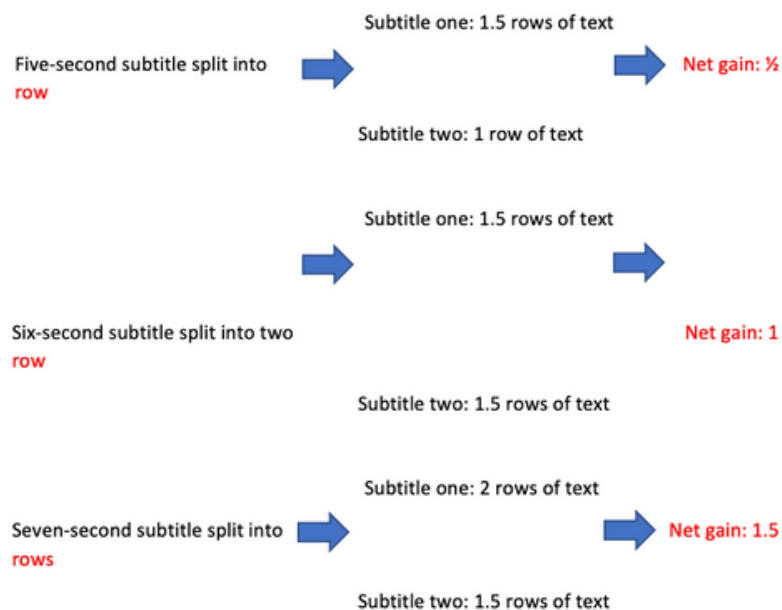 Subtitle one: 1.5 rows of text
Five-second subtitle split into
row
Net gain: ½
Subtitle two: 1 row of text
Subtitle one: 1.5 rows of text
Six-second subtitle split into two
row
Net gain: 1
Subtitle two: 1.5 rows of text
Subtitle one: 2 rows of text
Seven-second subtitle split into
rows
Net gain: 1.5
Subtitle two: 1.5 rows of text